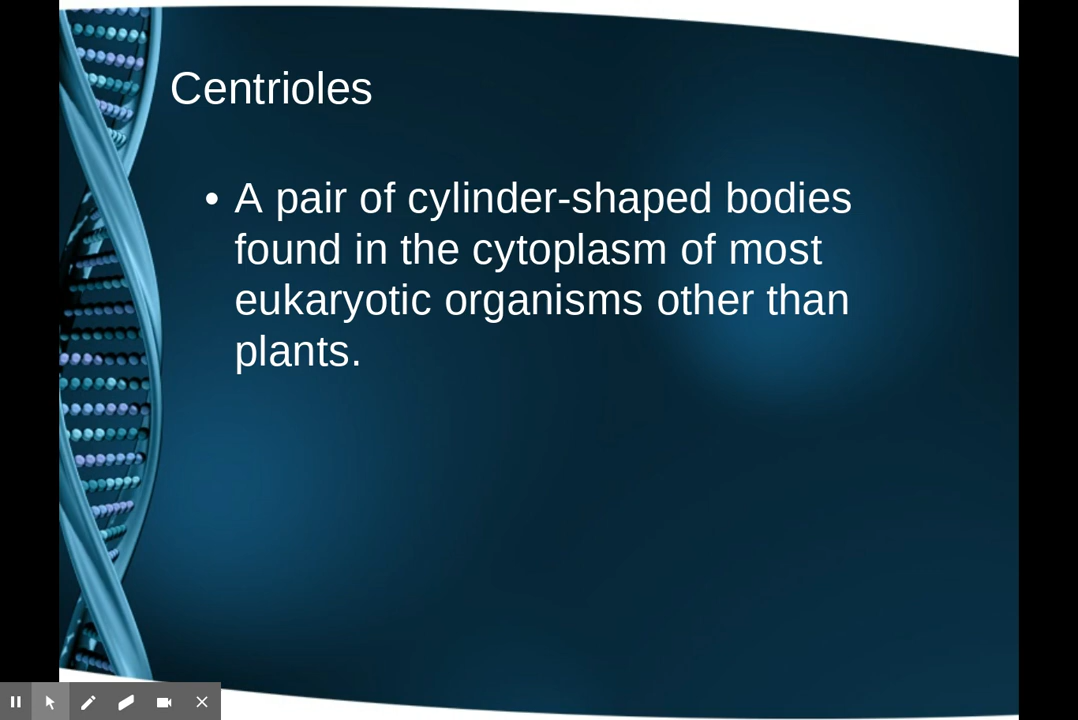 Centrioles
• A pair of cylinder-shaped bodies
found in the cytoplasm of most
eukaryotic organisms other than
plants.